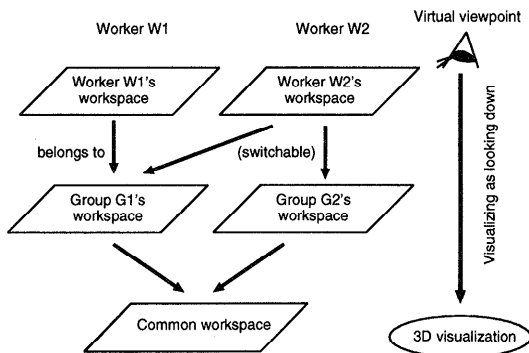 Worker W1
Worker W2
Virtual viewpoint
Worker W1's
workspace
Worker W2's
workspace
belongs to
(switchable)
Visualizing as looking down
Group G1's
workspace
Group G2's
workspace
Common workspace
3D visualization